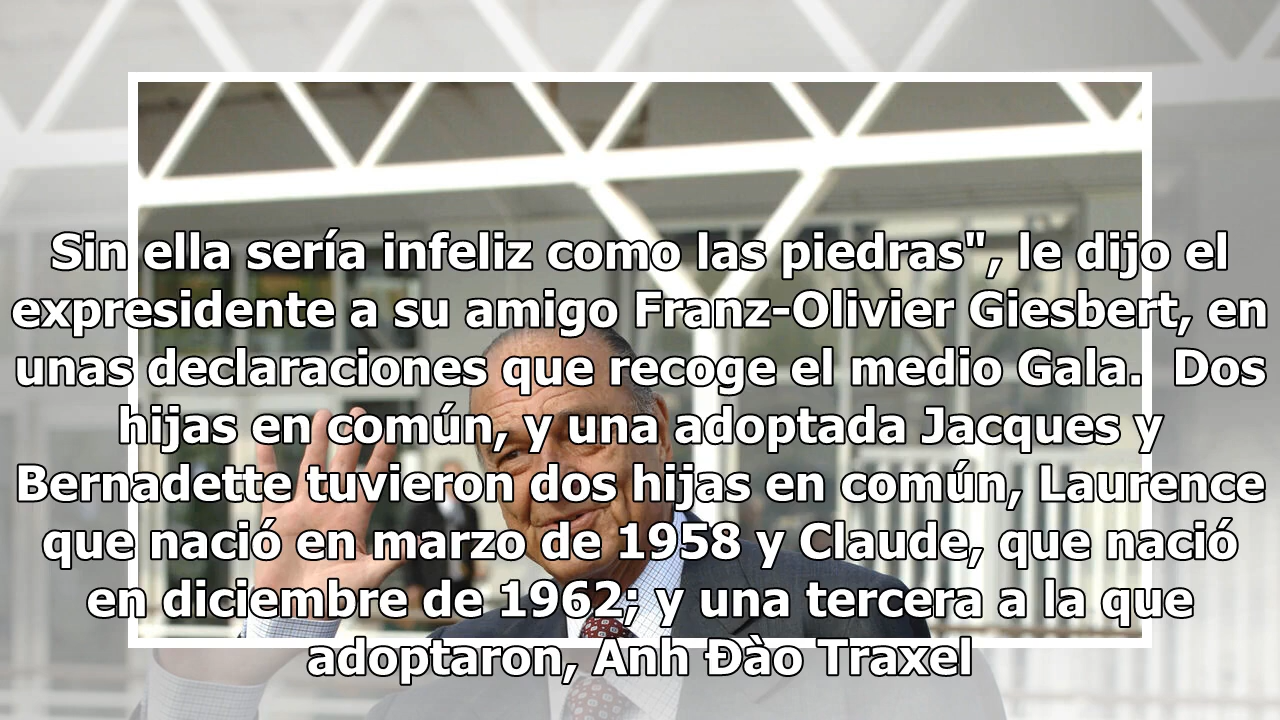 Sin ella sería infeliz como las piedras", le dijo el
expresidente a su amigo Franz-Olivier Giesbert, en
unas declaraciones que recoge el medio Gala.  Dos
hijas en común, y una adoptada Jacques y
Bernadette tuvieron dos hijas en común, Laurence
que nació en marzo de 1958 y Claude, que nació
en diciembre de 1962; y una tercera a la que
adoptaron, Anh Đào Traxel